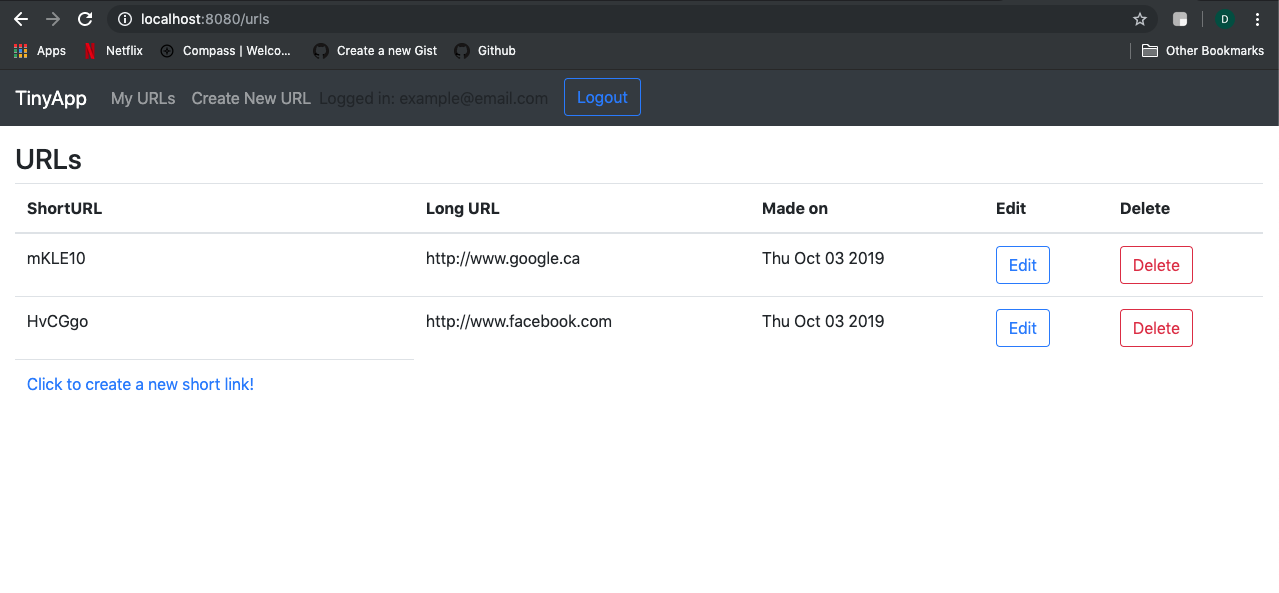 localhost:8080/urls
D
Apps Netflix Compass | Welco... Create a new Gist Github Other Bookmarks
TinyApp My URLs Create New URL Logged in: example@email.com Logout
URLs
ShortURL Long URL Made on Edit Delete
mKLE10 http://www.google.ca Thu Oct 03 2019 Edit Delete
HvCGgo http://www.facebook.com Thu Oct 03 2019 Edit Delete
Click to create a new short link!